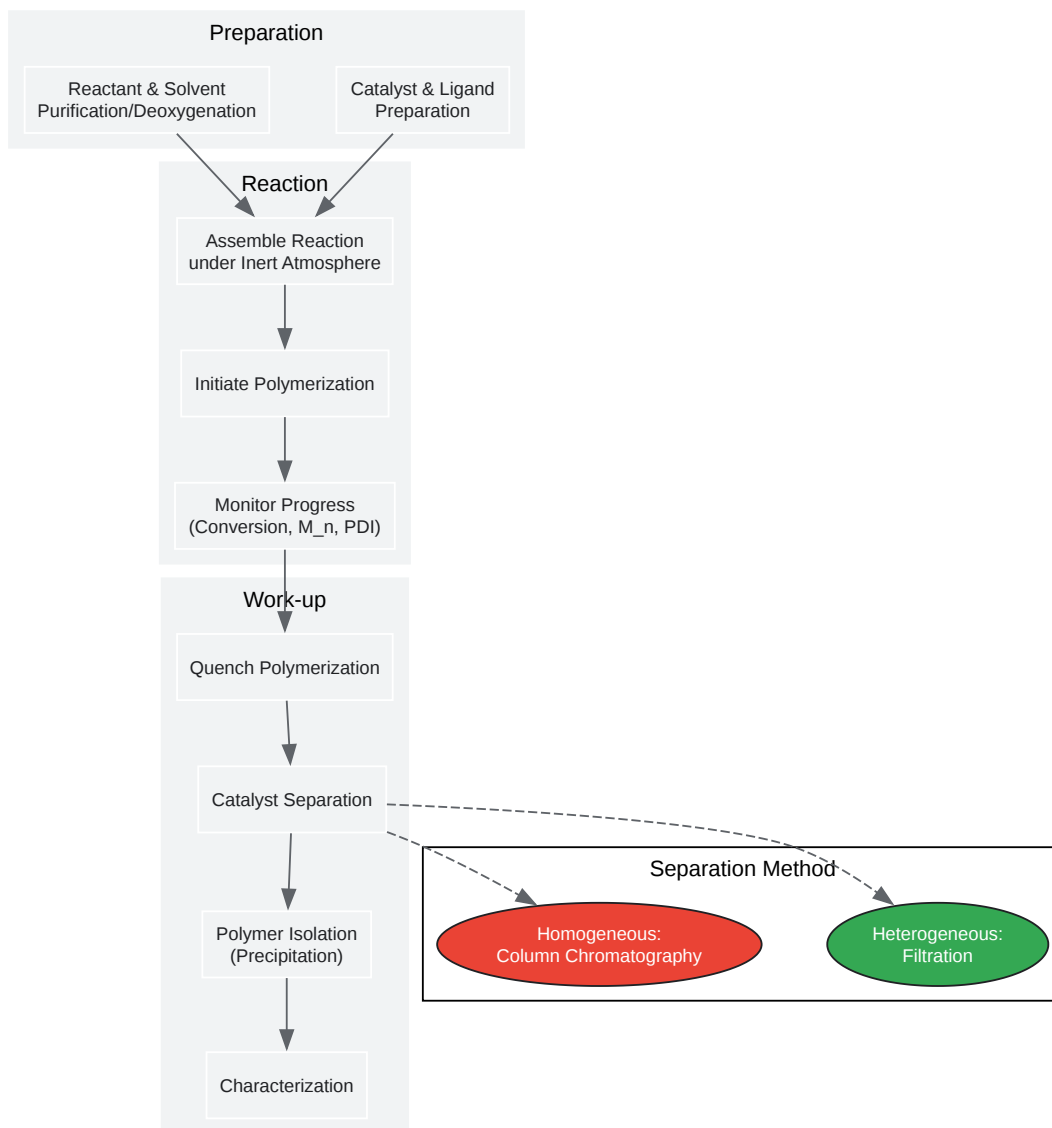 Preparation
Reactant & Solvent
Purification/Deoxygenation
Catalyst & Ligand
Preparation
Reaction
Assemble Reaction
under Inert Atmosphere
Initiate Polymerization
Monitor Progress
(Conversion, M_n, PDI)
Work-up
Quench Polymerization
Catalyst Separation
Separation Method
Homogeneous:
Column Chromatography
Heterogeneous:
Filtration
Polymer Isolation
(Precipitation)
Characterization